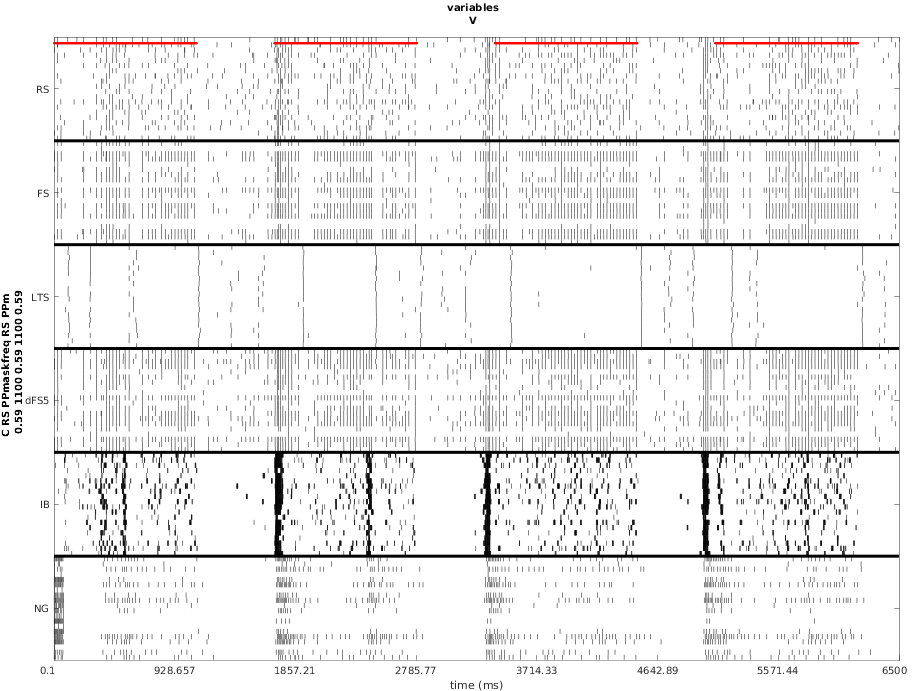 variables
V
C RS PPmaskfreq RS PPm
0.59 1100 0.59 1100 0.59
RS
FS
LTS
dFS5
IB
NG
0.1 928.657 1857.21 2785.77 3714.33 4642.89 5571.44 6500
time (ms)